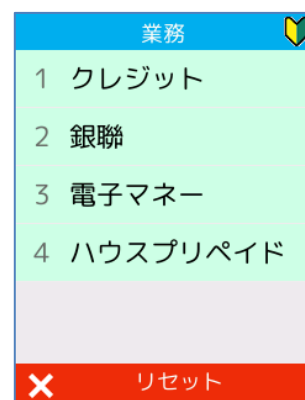 業務
1 クレジット
2 銀聯
3 電子マネー
4 ハウスプリペイド
× リセット